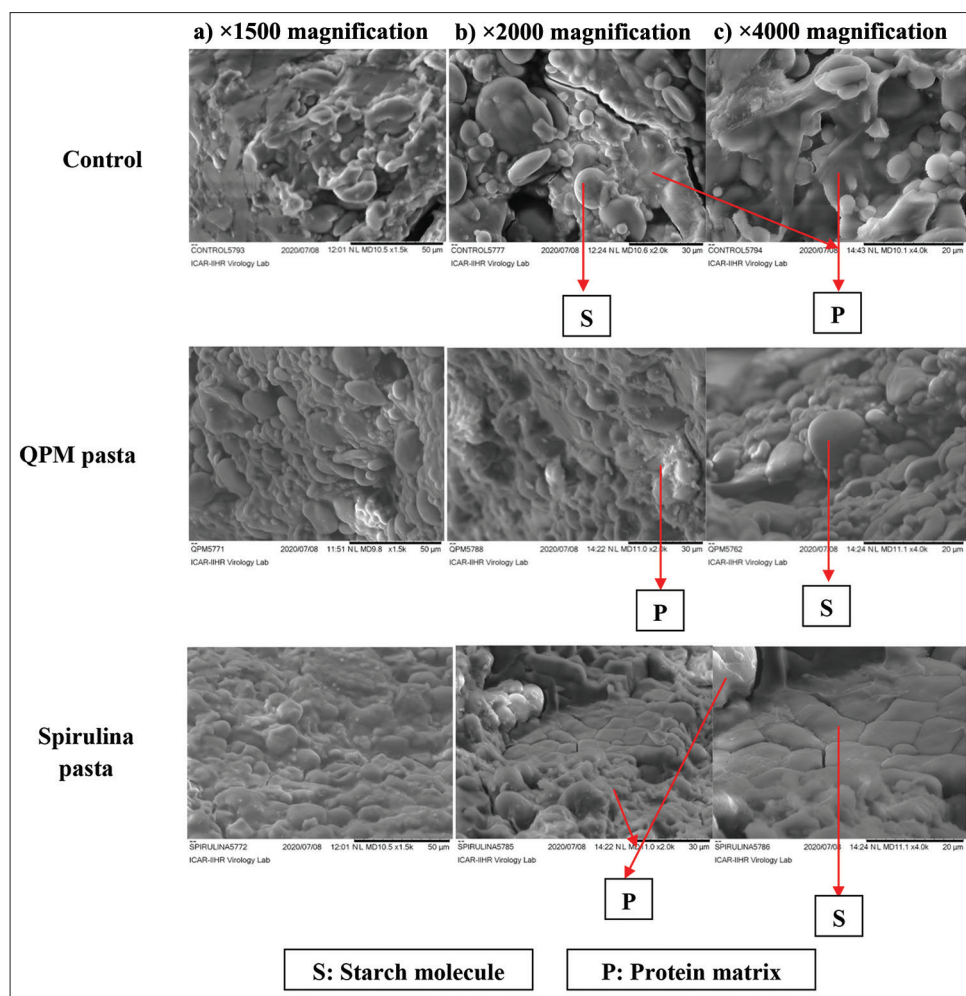 a) ×1500 magnification b) ×2000 magnification c) ×4000 magnification
Control
CONTROL5793 2020/07/08 12:01 NL MD10.5 x1.5k 50 µm
ICAR-IIHR Virology Lab
CONTROL5777 2020/07/08 12:24 NL MD10.6 x2.0k 30 µm
ICAR-IIHR Virology Lab
CONTROL5794 2020/07/08 14:43 NL MD10.1 x4.0k 20 µm
ICAR-IIHR Virology Lab
S
P
QPM pasta
QPM5771 2020/07/08 11:51 NL MD9.8 x1.5k 50 µm
ICAR-IIHR Virology Lab
QPM5788 2020/07/08 14:22 NL MD11.0 x2.0k 30 µm
ICAR-IIHR Virology Lab
QPM5762 2020/07/08 14:24 NL MD11.1 x4.0k 20 µm
ICAR-IIHR Virology Lab
P
S
Spirulina
pasta
SPIRULINA5772 2020/07/08 12:01 NL MD10.5 x1.5k 50 µm
ICAR-IIHR Virology Lab
SPIRULINA5785 2020/07/08 14:22 NL MD11.0 x2.0k 30 µm
ICAR-IIHR Virology Lab
SPIRULINA5786 2020/07/08 14:24 NL MD11.1 x4.0k 20 µm
ICAR-IIHR Virology Lab
P
S
S: Starch molecule P: Protein matrix